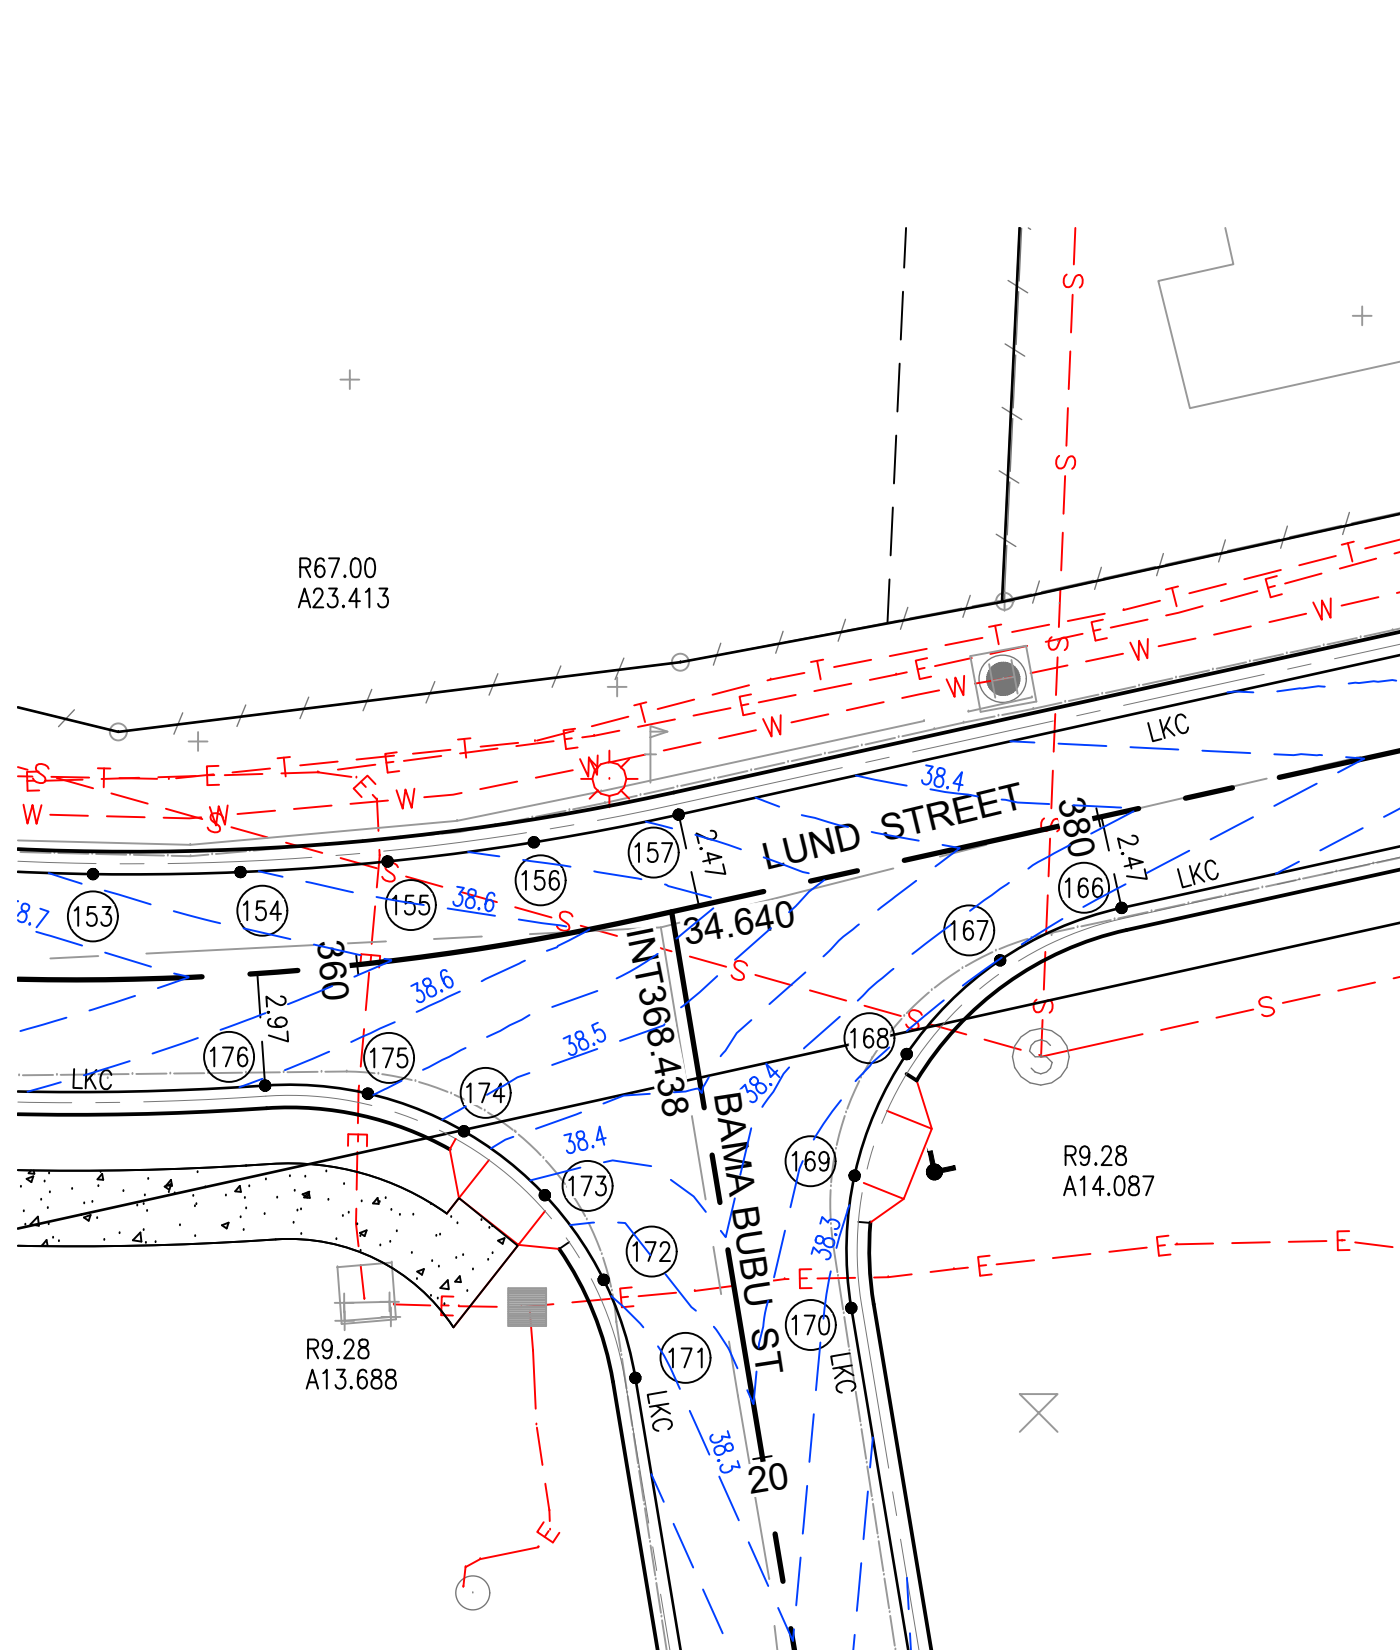 S
S
R67.00
A23.413
T
T
E
W
T
E
S
W
T
E
W
T
E
W
LKC
T
E
E
W
S
E
T
E
E
W
W
W
S
38.4
LUND STREET
380
S
2.47
157
2.47
LKC
156
166
S
155
38.6
154
153
8.7
S
34.640
167
360
E
INT368.438
S
38.6
2.97
S
S
S
168
38.5
176
175
LKC
174
38.4
BAMA BUBU ST
E
38.4
169
R9.28
A14.087
173
172
38.3
E
E
E
E
E
E
170
R9.28
A13.688
171
LKC
LKC
38.3
20
E